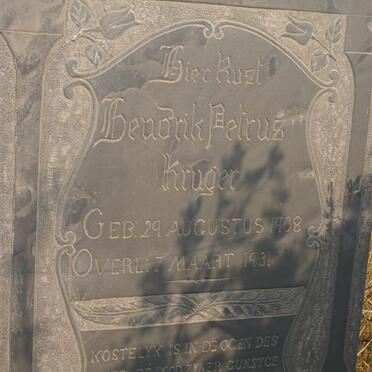 Hier Rust
Hendrik Petrus
Kruger
GEB. 29 AUGUSTUS 1908
OVERL. 7 MAART 1931
KOSTELYK IS IN DE OGEN DES